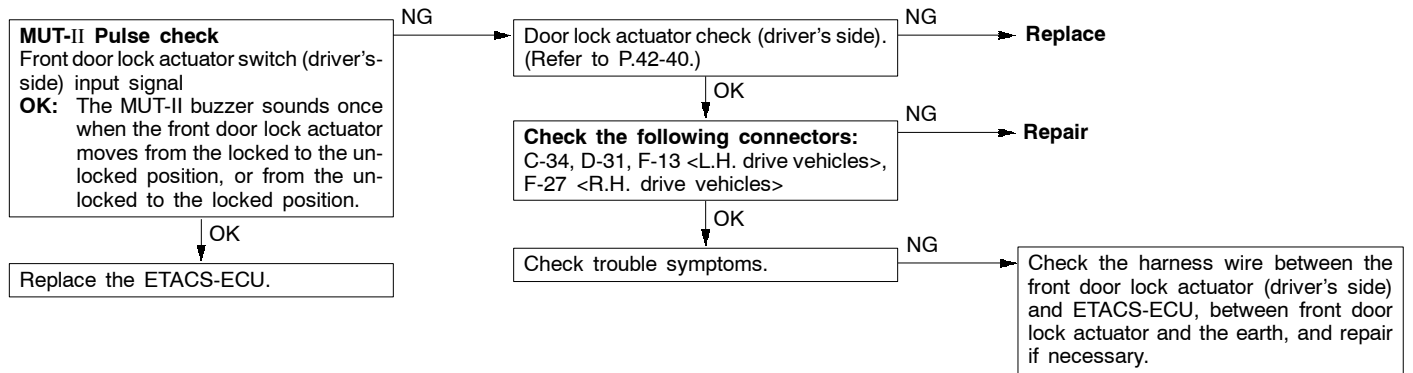 MUT-II Pulse check
Front door lock actuator switch (driver's-
side) input signal
OK: The MUT-II buzzer sounds once
when the front door lock actuator
moves from the locked to the un-
locked position, or from the un-
locked to the locked position.
OK
Replace the ETACS-ECU.
NG
Door lock actuator check (driver's side).
(Refer to P.42-40.)
NG
Replace
OK
Check the following connectors:
C-34, D-31, F-13 <L.H. drive vehicles>,
F-27 <R.H. drive vehicles>
NG
Repair
OK
Check trouble symptoms.
NG
Check the harness wire between the
front door lock actuator (driver's side)
and ETACS-ECU, between front door
lock actuator and the earth, and repair
if necessary.